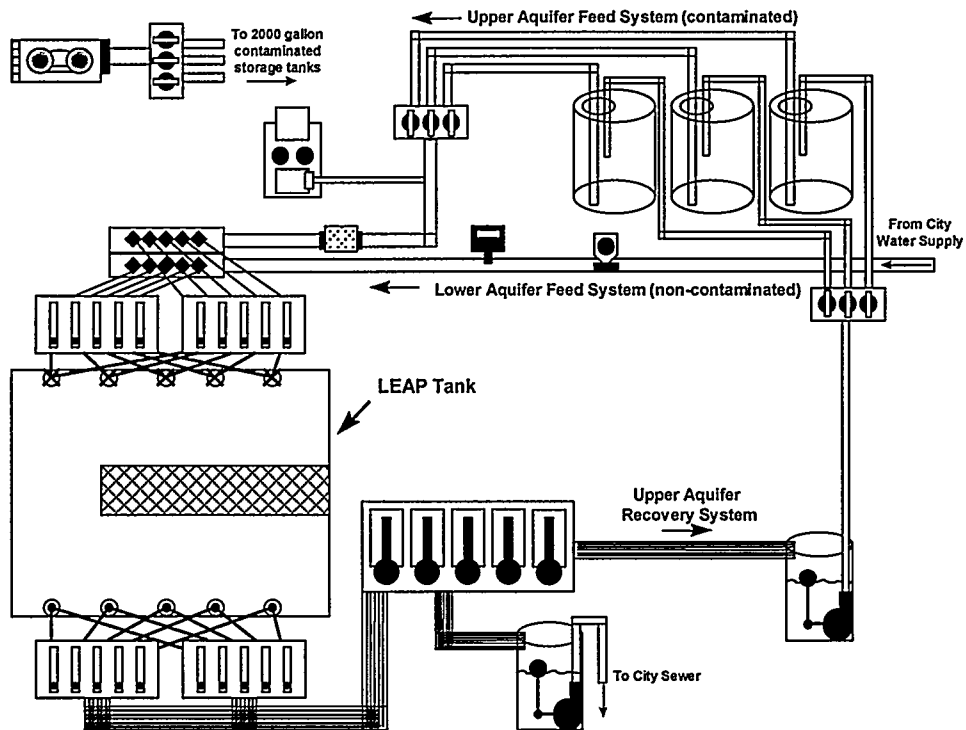 Upper Aquifer Feed System (contaminated)
To 2000 gallon
contaminated
storage tanks
From City
Water Supply
Lower Aquifer Feed System (non-contaminated)
LEAP Tank
Upper Aquifer
Recovery System
To City Sewer